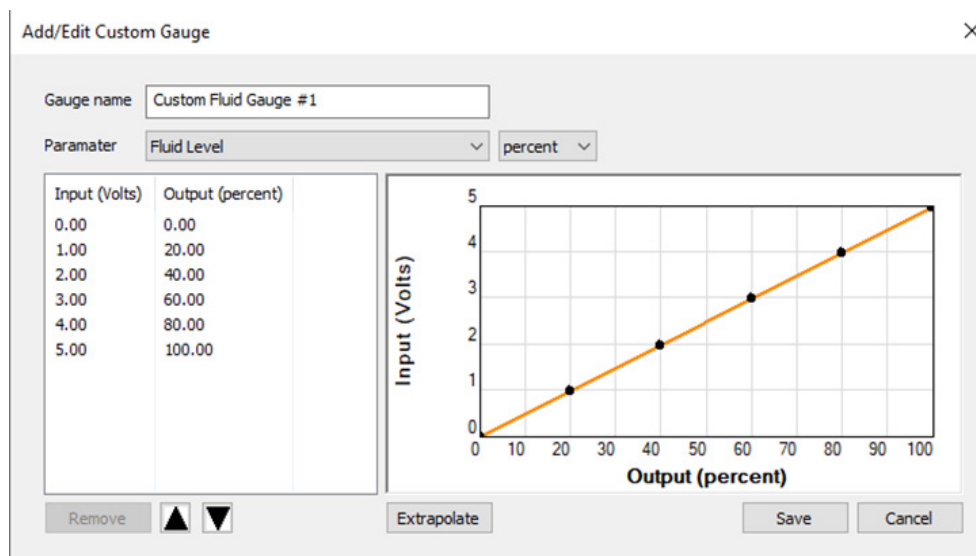 Add/Edit Custom Gauge
Gauge name Custom Fluid Gauge #1
Paramater Fluid Level percent
Input (Volts) Output (percent)
0.00 0.00
1.00 20.00
2.00 40.00
3.00 60.00
4.00 80.00
5.00 100.00
Input (Volts)
5
4
3
2
1
0
0 10 20 30 40 50 60 70 80 90 100
Output (percent)
Remove Extrapolate Save Cancel